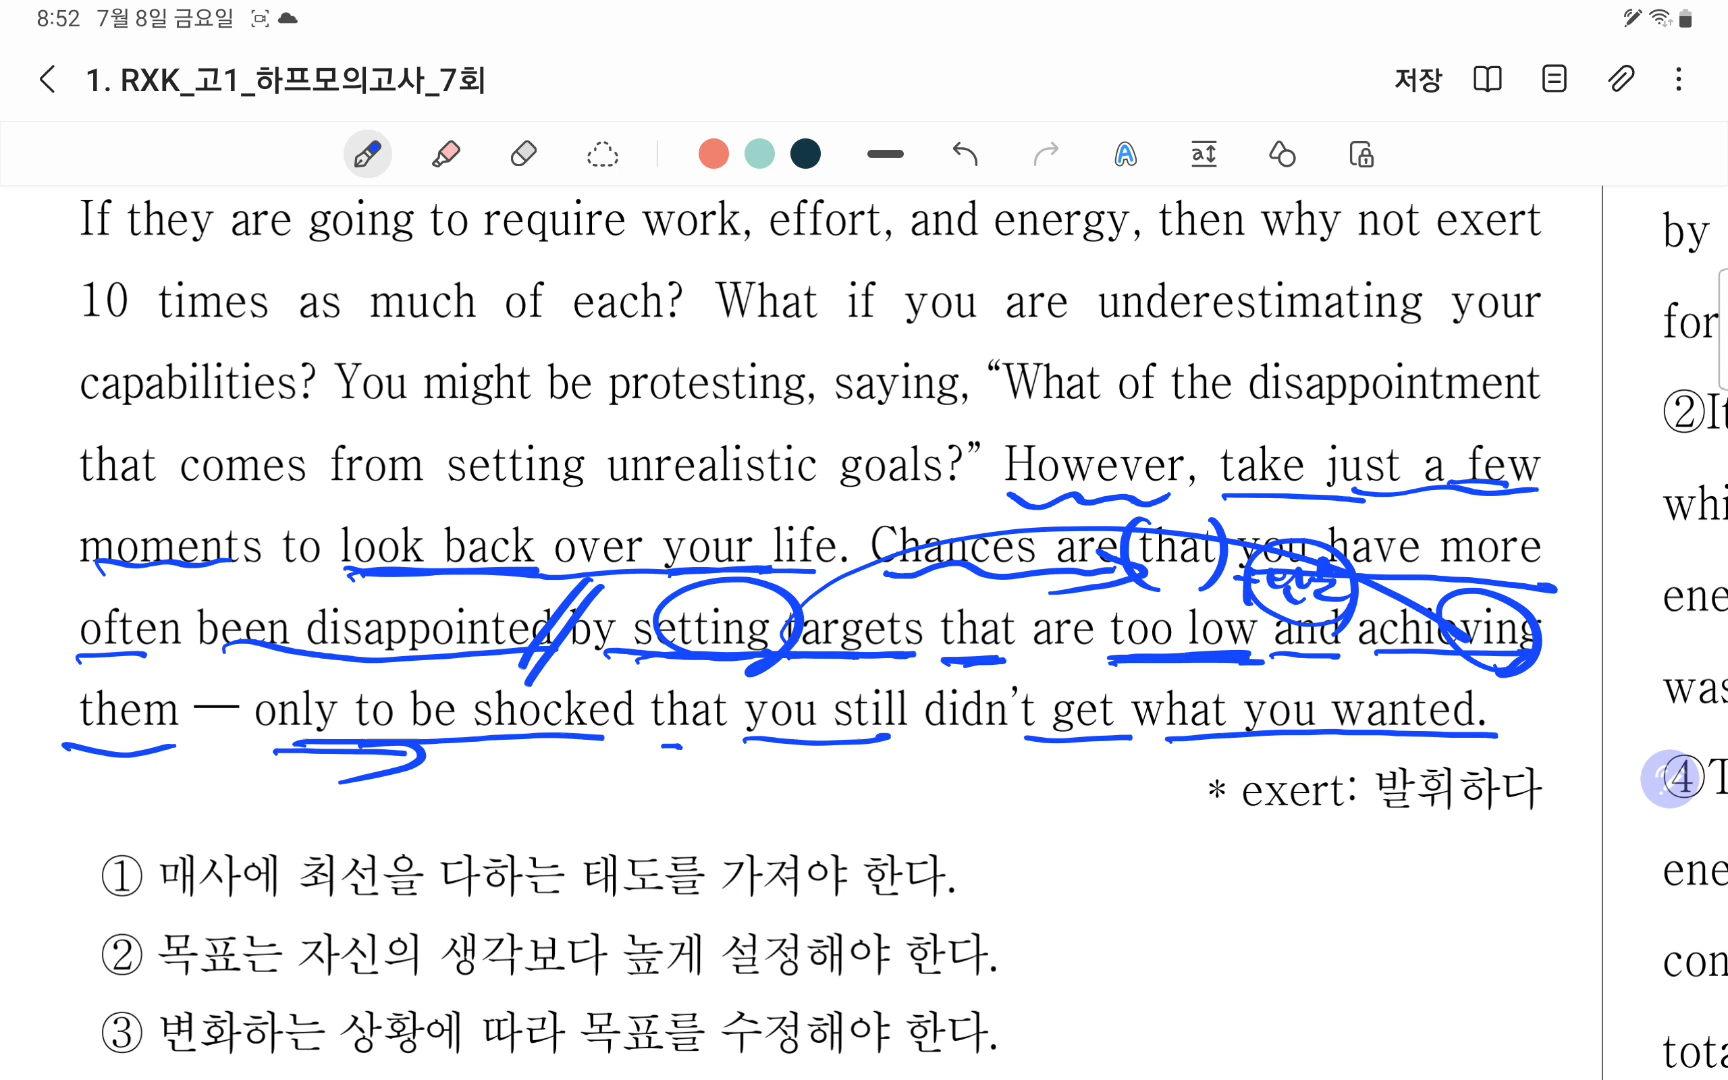 8:52 7월 8일 금요일
1. RXK_고1_하프모의고사_7회
저장
If they are going to require work, effort, and energy, then why not exert
10 times as much of each? What if you are underestimating your
capabilities? You might be protesting, saying, “What of the disappointment
that comes from setting unrealistic goals?” However, take just a few
moments to look back over your life. Chances are that you have more
often been disappointed by setting targets that are too low and achieving
them — only to be shocked that you still didn’t get what you wanted.
* exert: 발휘하다
① 매사에 최선을 다하는 태도를 가져야 한다.
② 목표는 자신의 생각보다 높게 설정해야 한다.
③ 변화하는 상황에 따라 목표를 수정해야 한다.
by
for
②It
whi
ene
was
④T
ene
con
tota